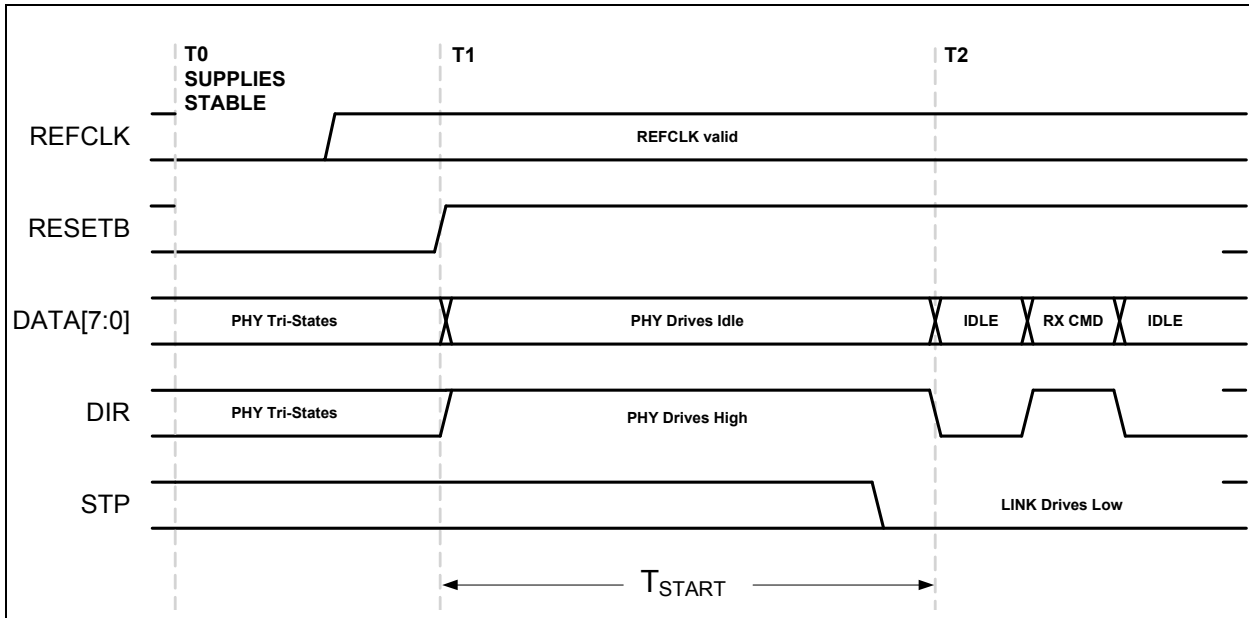 T0
SUPPLIES
STABLE
T1
T2
REFCLK
REFCLK valid
RESETB
DATA[7:0]
PHY Tri-States
PHY Drives Idle
IDLE
RX CMD
IDLE
DIR
PHY Tri-States
PHY Drives High
STP
LINK Drives Low
TSTART